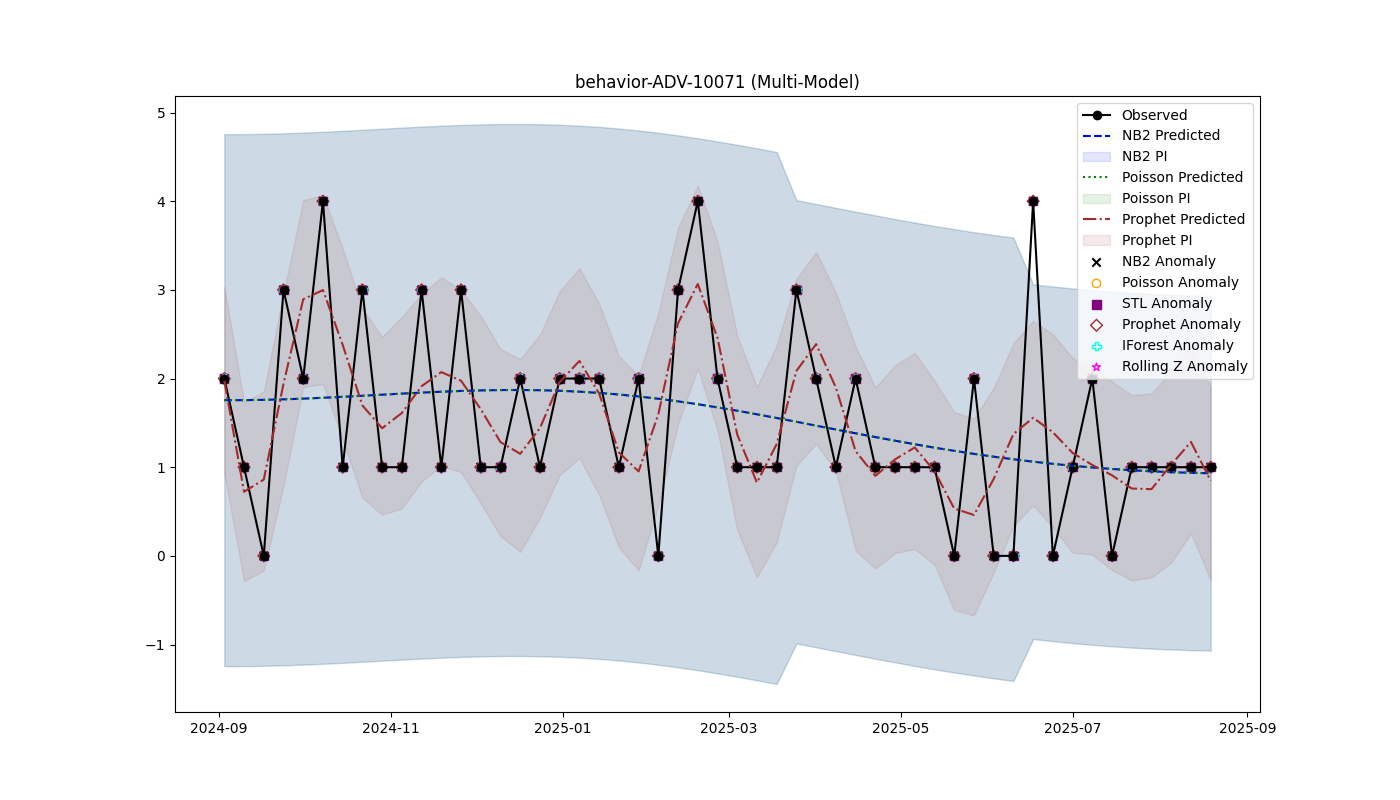 behavior-ADV-10071 (Multi-Model)
5
4
3
2
1
0
−1
Observed
NB2 Predicted
NB2 PI
Poisson Predicted
Poisson PI
Prophet Predicted
Prophet PI
NB2 Anomaly
Poisson Anomaly
STL Anomaly
Prophet Anomaly
IForest Anomaly
Rolling Z Anomaly
2024-09 2024-11 2025-01 2025-03 2025-05 2025-07 2025-09